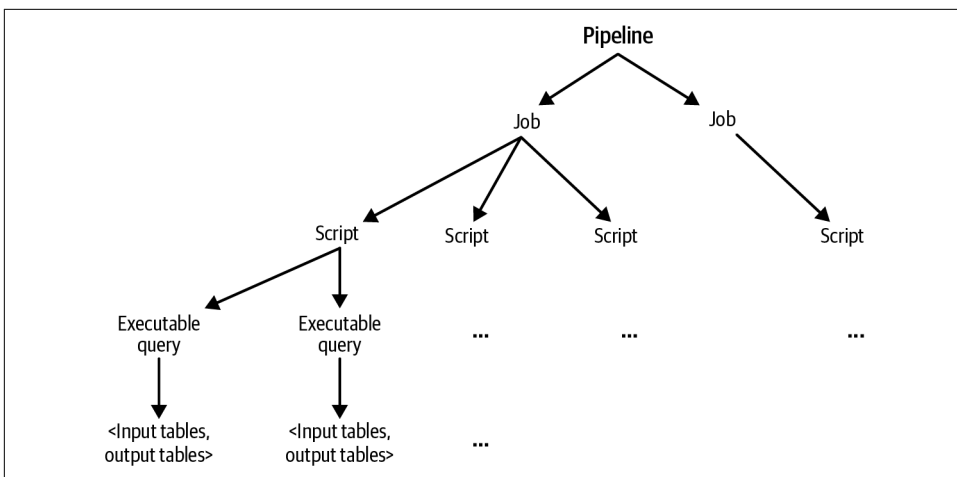 Pipeline
Job
Job
Script
Script
Script
Script
Executable
query
Executable
query
...
...
...
<Input tables,
output tables>
<Input tables,
output tables>
...